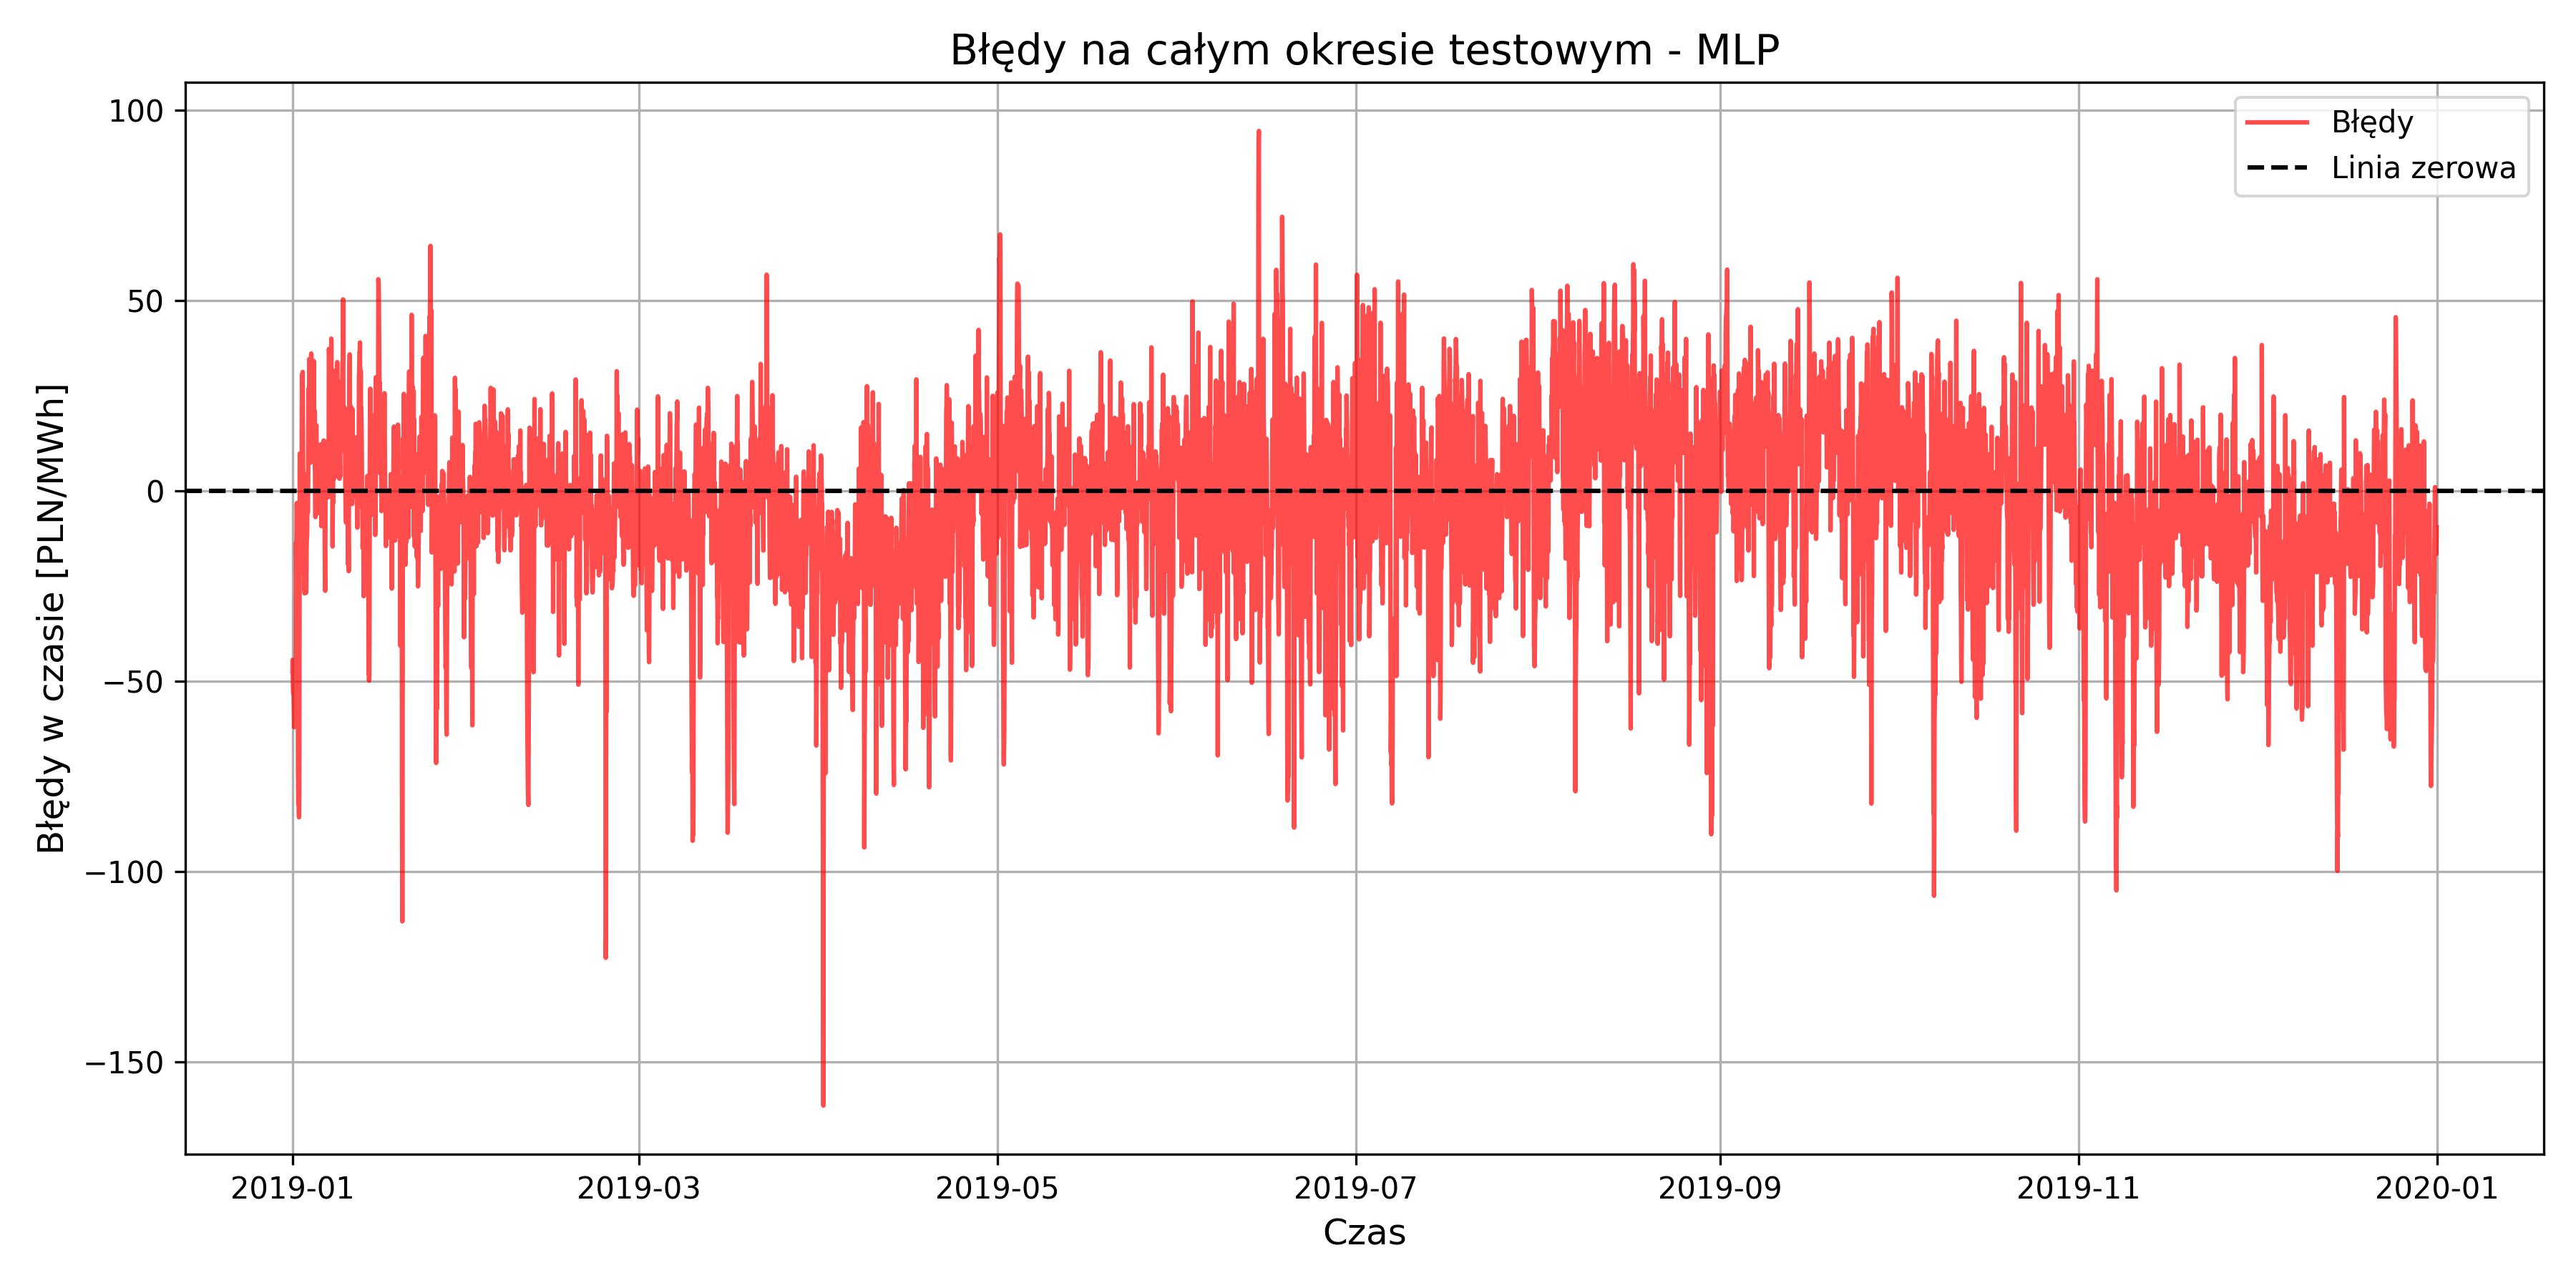 Błędy na całym okresie testowym - MLP
Błędy
Linia zerowa
Błędy w czasie [PLN/MWh]
100
50
0
−50
−100
−150
2019-01
2019-03
2019-05
2019-07
2019-09
2019-11
2020-01
Czas